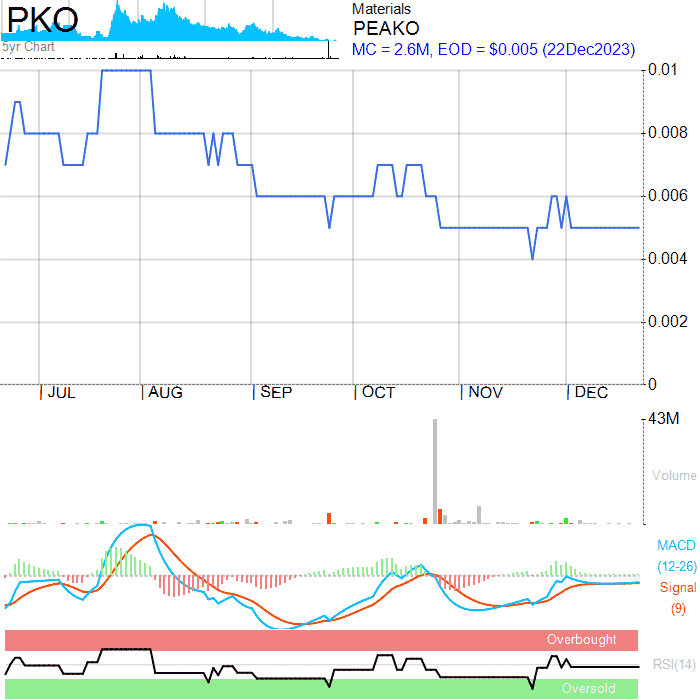 PKO
5yr Chart
Materials
PEAKO
MC = 2.6M, EOD = $0.005 (22Dec2023)
0.01
0.008
0.006
0.004
0.002
0
JUL AUG SEP OCT NOV DEC
43M
Volume
MACD
(12-26)
Signal
(9)
Overbought
RSI(14)
Oversold